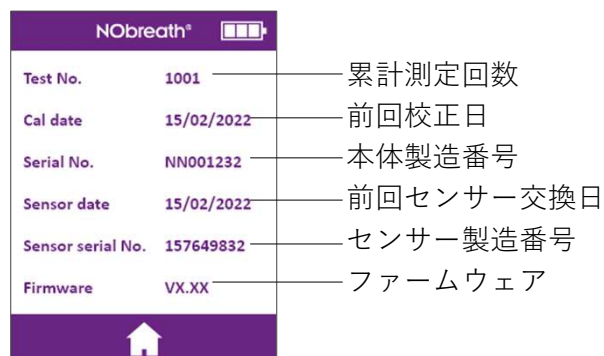 NObreath®
Test No. 1001 累計測定回数
Cal date 15/02/2022 前回校正日
Serial No. NN001232 本体製造番号
Sensor date 15/02/2022 前回センサー交換日
Sensor serial No. 157649832 センサー製造番号
Firmware VX.XX ファームウェア